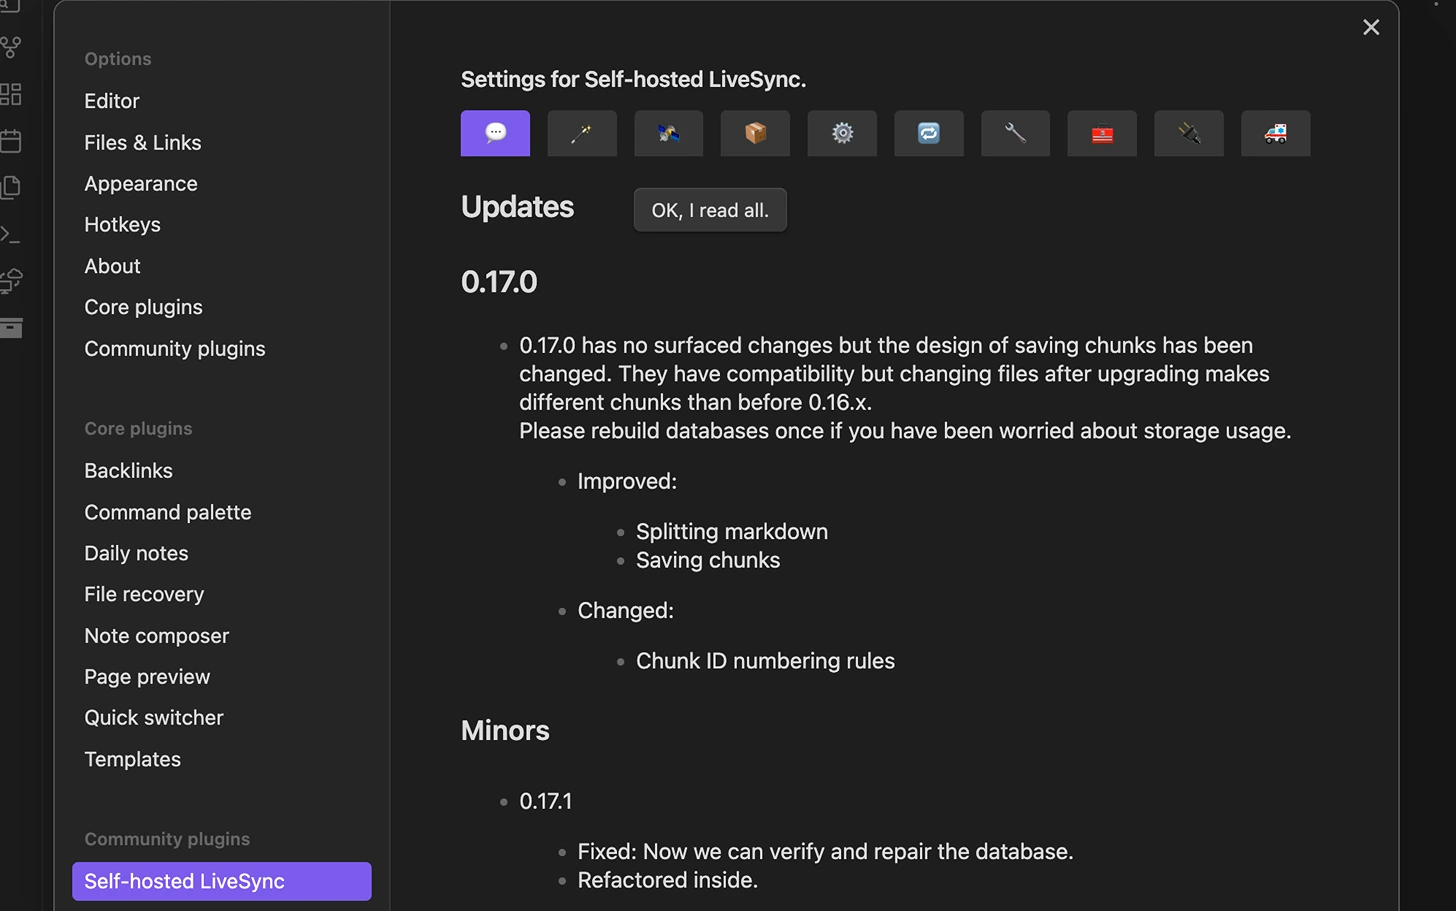 Options
Editor
Files & Links
Appearance
Hotkeys
About
Core plugins
Community plugins
Core plugins
Backlinks
Command palette
Daily notes
File recovery
Note composer
Page preview
Quick switcher
Templates
Community plugins
Self-hosted LiveSync
Settings for Self-hosted LiveSync.
Updates
OK, I read all.
0.17.0
0.17.0 has no surfaced changes but the design of saving chunks has been
changed. They have compatibility but changing files after upgrading makes
different chunks than before 0.16.x.
Please rebuild databases once if you have been worried about storage usage.
Improved:
Splitting markdown
Saving chunks
Changed:
Chunk ID numbering rules
Minors
0.17.1
Fixed: Now we can verify and repair the database.
Refactored inside.